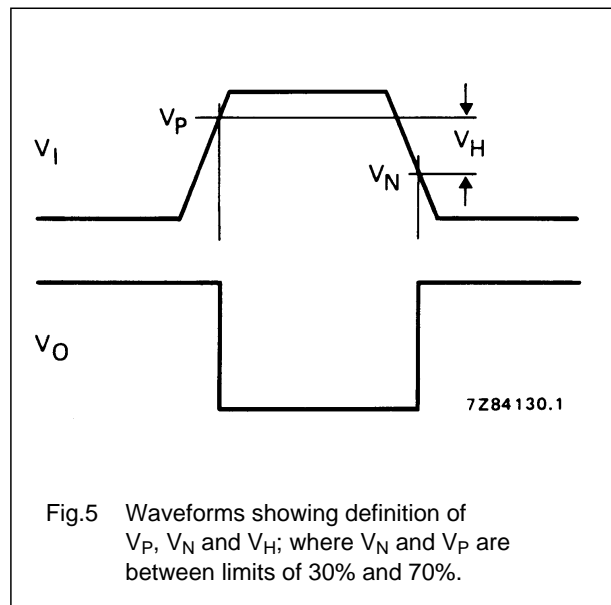 V_P
V_I
V_H
V_N
V_O
7Z84130.1
Fig.5 Waveforms showing definition of
V_P, V_N and V_H; where V_N and V_P are
between limits of 30% and 70%.